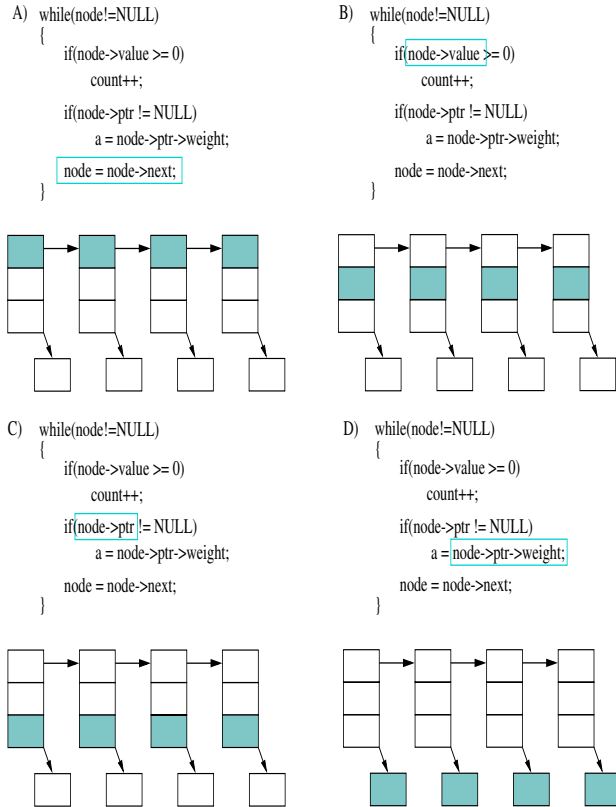 A) while(node!=NULL)
{
if(node->value >= 0)
count++;
if(node->ptr != NULL)
a = node->ptr->weight;
node = node->next;
}
B) while(node!=NULL)
{
if(node->value >= 0)
count++;
if(node->ptr != NULL)
a = node->ptr->weight;
node = node->next;
}
C) while(node!=NULL)
{
if(node->value >= 0)
count++;
if(node->ptr != NULL)
a = node->ptr->weight;
node = node->next;
}
D) while(node!=NULL)
{
if(node->value >= 0)
count++;
if(node->ptr != NULL)
a = node->ptr->weight;
node = node->next;
}